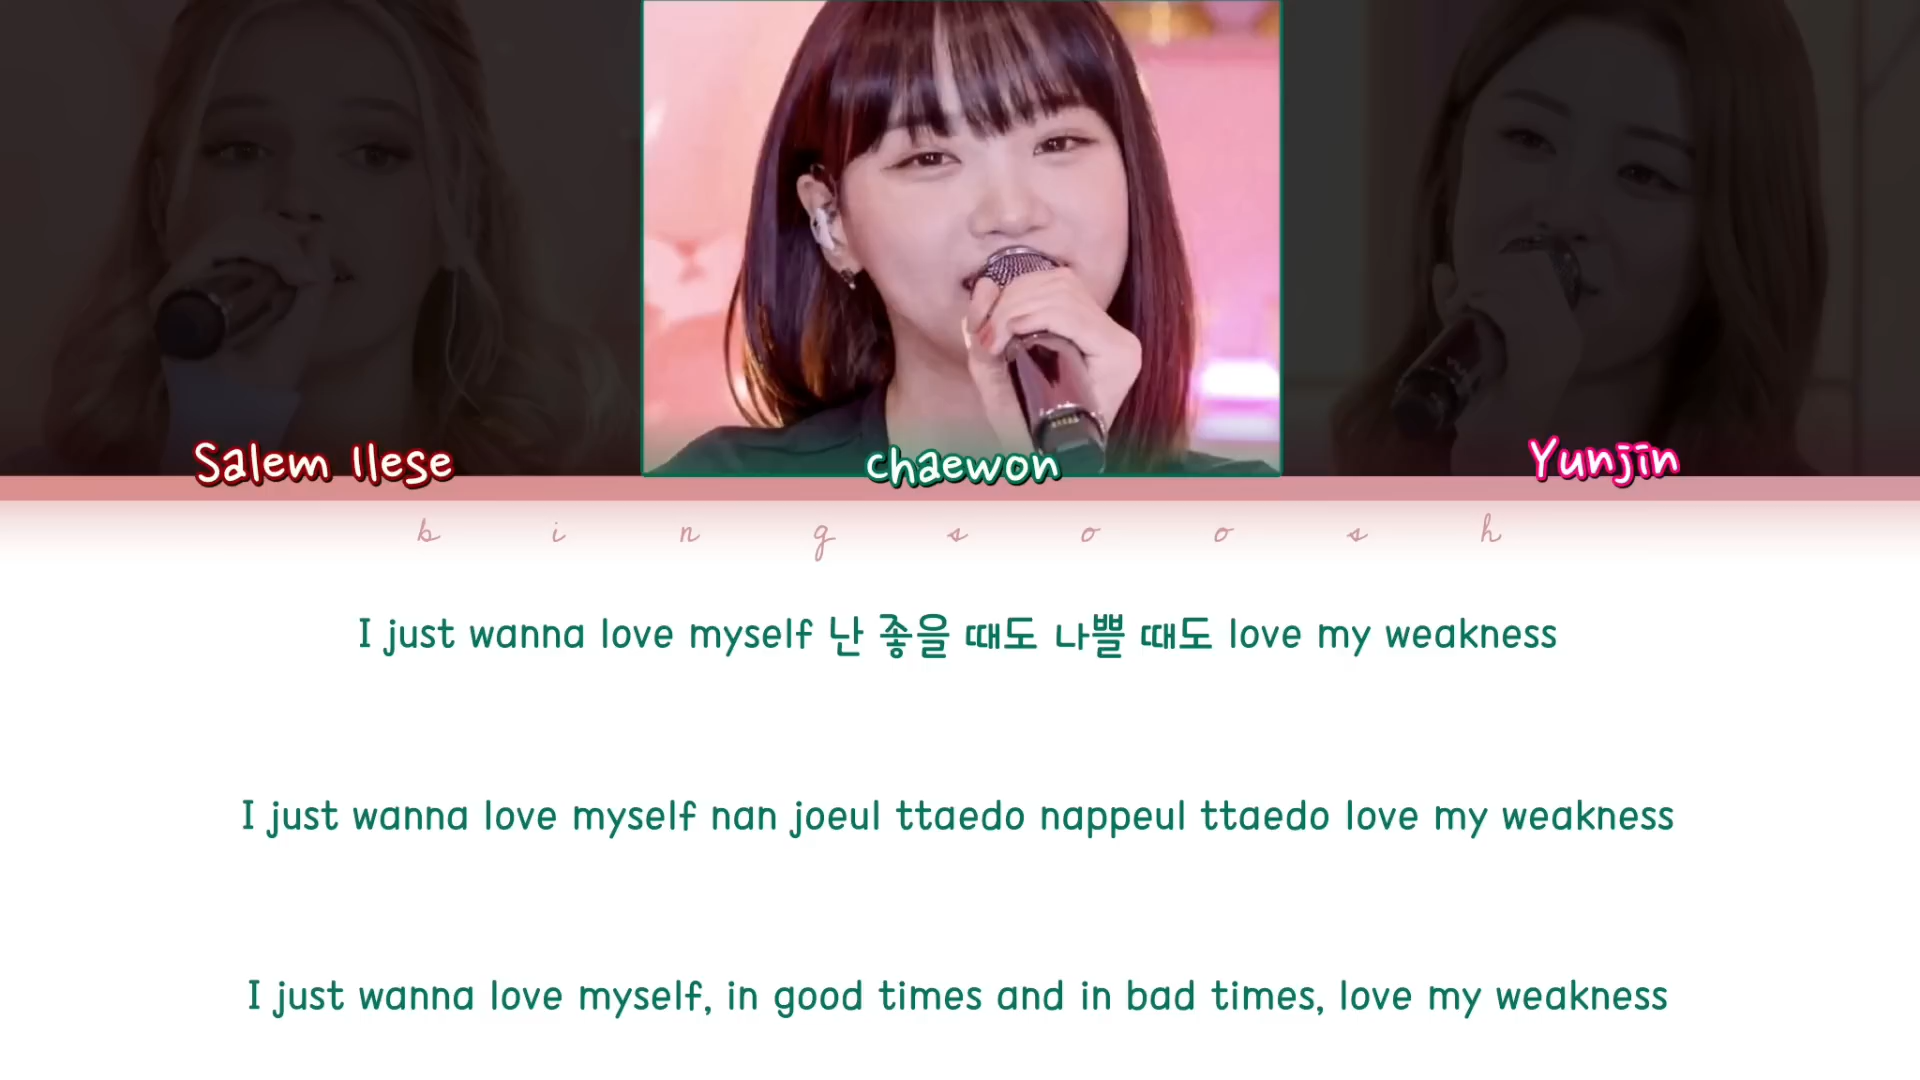 Salem Ilese chaewon Yunjin
b i n g s o o s h
I just wanna love myself 난 좋을 때도 나쁠 때도 love my weakness
I just wanna love myself nan joeul ttaedo nappeul ttaedo love my weakness
I just wanna love myself, in good times and in bad times, love my weakness